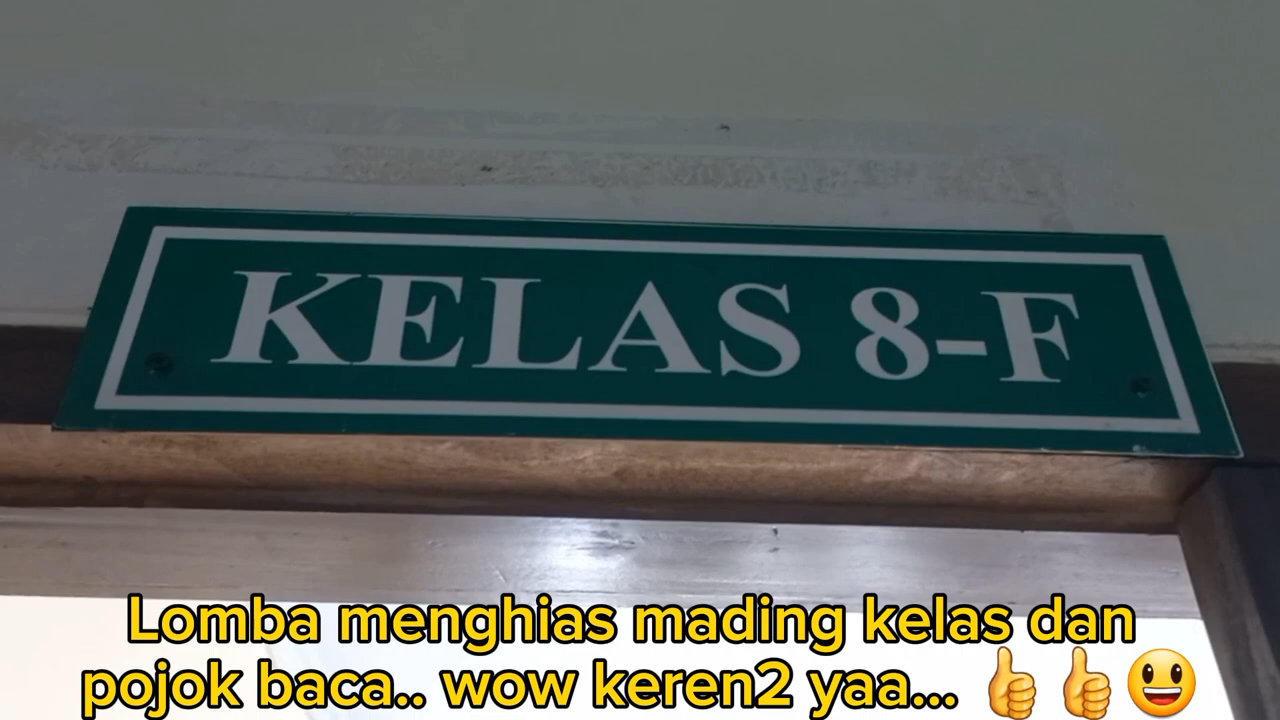 KELAS 8-F
Lomba menghias mading kelas dan
pojok baca.. wow keren2 yaa... 👍👍😃